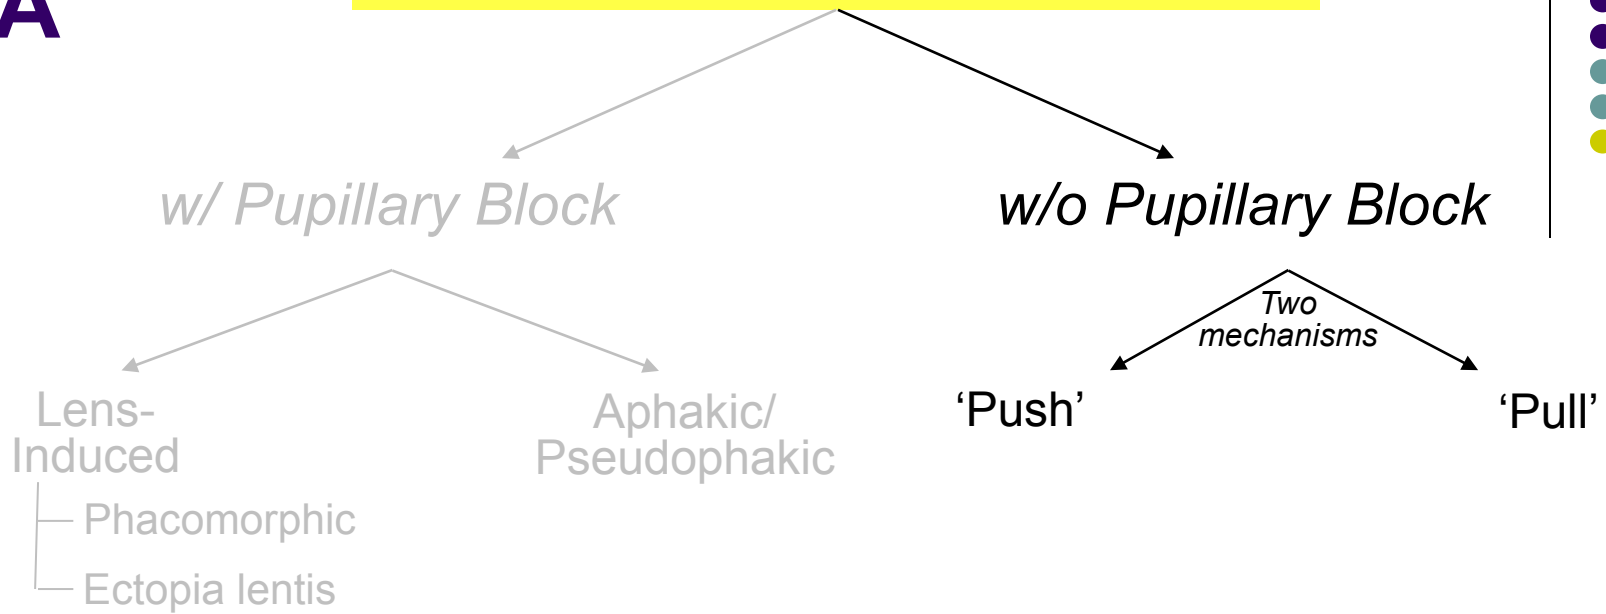 A
w/ Pupillary Block
w/o Pupillary Block
Two
mechanisms
Lens-
Induced
Aphakic/
Pseudophakic
‘Push’
‘Pull’
Phacomorphic
Ectopia lentis